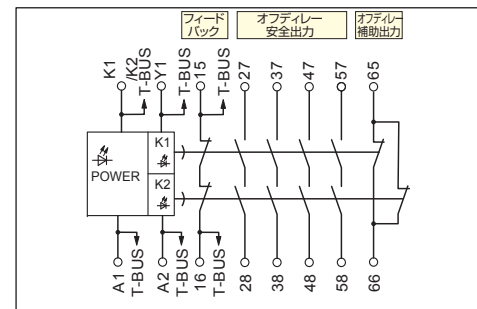 フィード
バック
オフディレー
安全出力
オフディレー
補助出力
K1
/K2
T-BUS
Y1
T-BUS
15
T-BUS
27
37
47
57
65
POWER
K1
K2
A1
T-BUS
A2
T-BUS
16
T-BUS
28
38
48
58
66